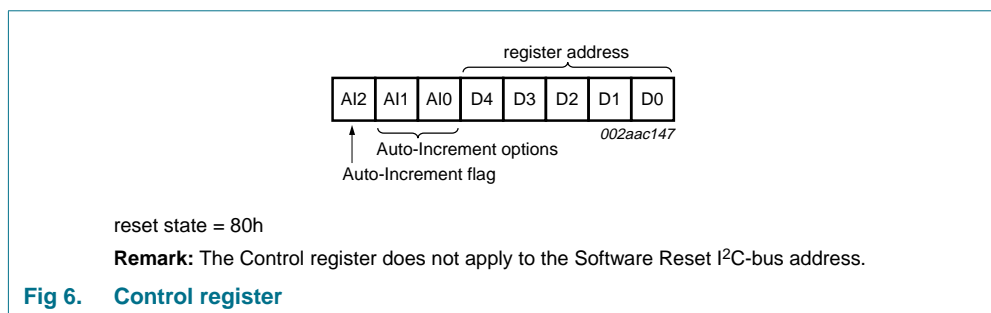 register address
AI2 AI1 AI0 D4 D3 D2 D1 D0
002aac147
Auto-Increment options
Auto-Increment flag
reset state = 80h
Remark: The Control register does not apply to the Software Reset I²C-bus address.
Fig 6. Control register